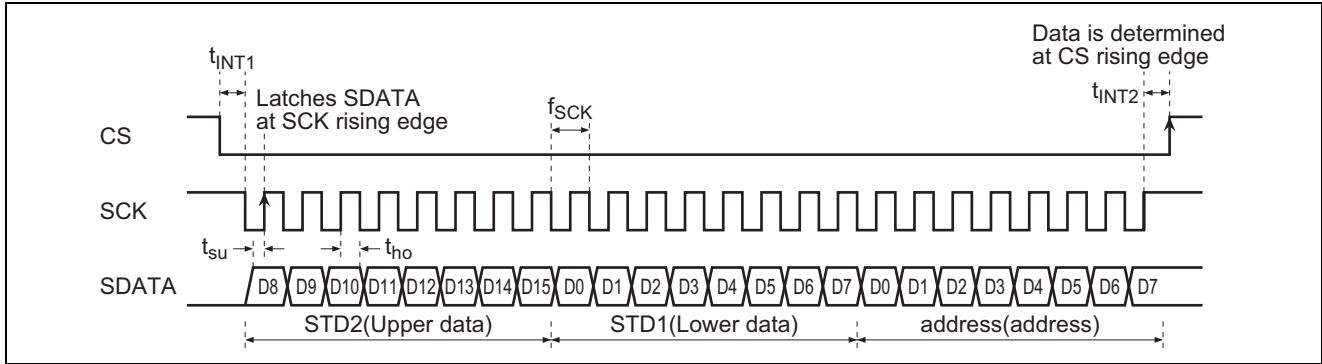 Data is determined
at CS rising edge
tINT1
tINT2
Latches SDATA
at SCK rising edge
fSCK
CS
SCK
tsu
tho
SDATA
D8 D9 D10 D11 D12 D13 D14 D15 D0 D1 D2 D3 D4 D5 D6 D7 D0 D1 D2 D3 D4 D5 D6 D7
STD2(Upper data) STD1(Lower data) address(address)